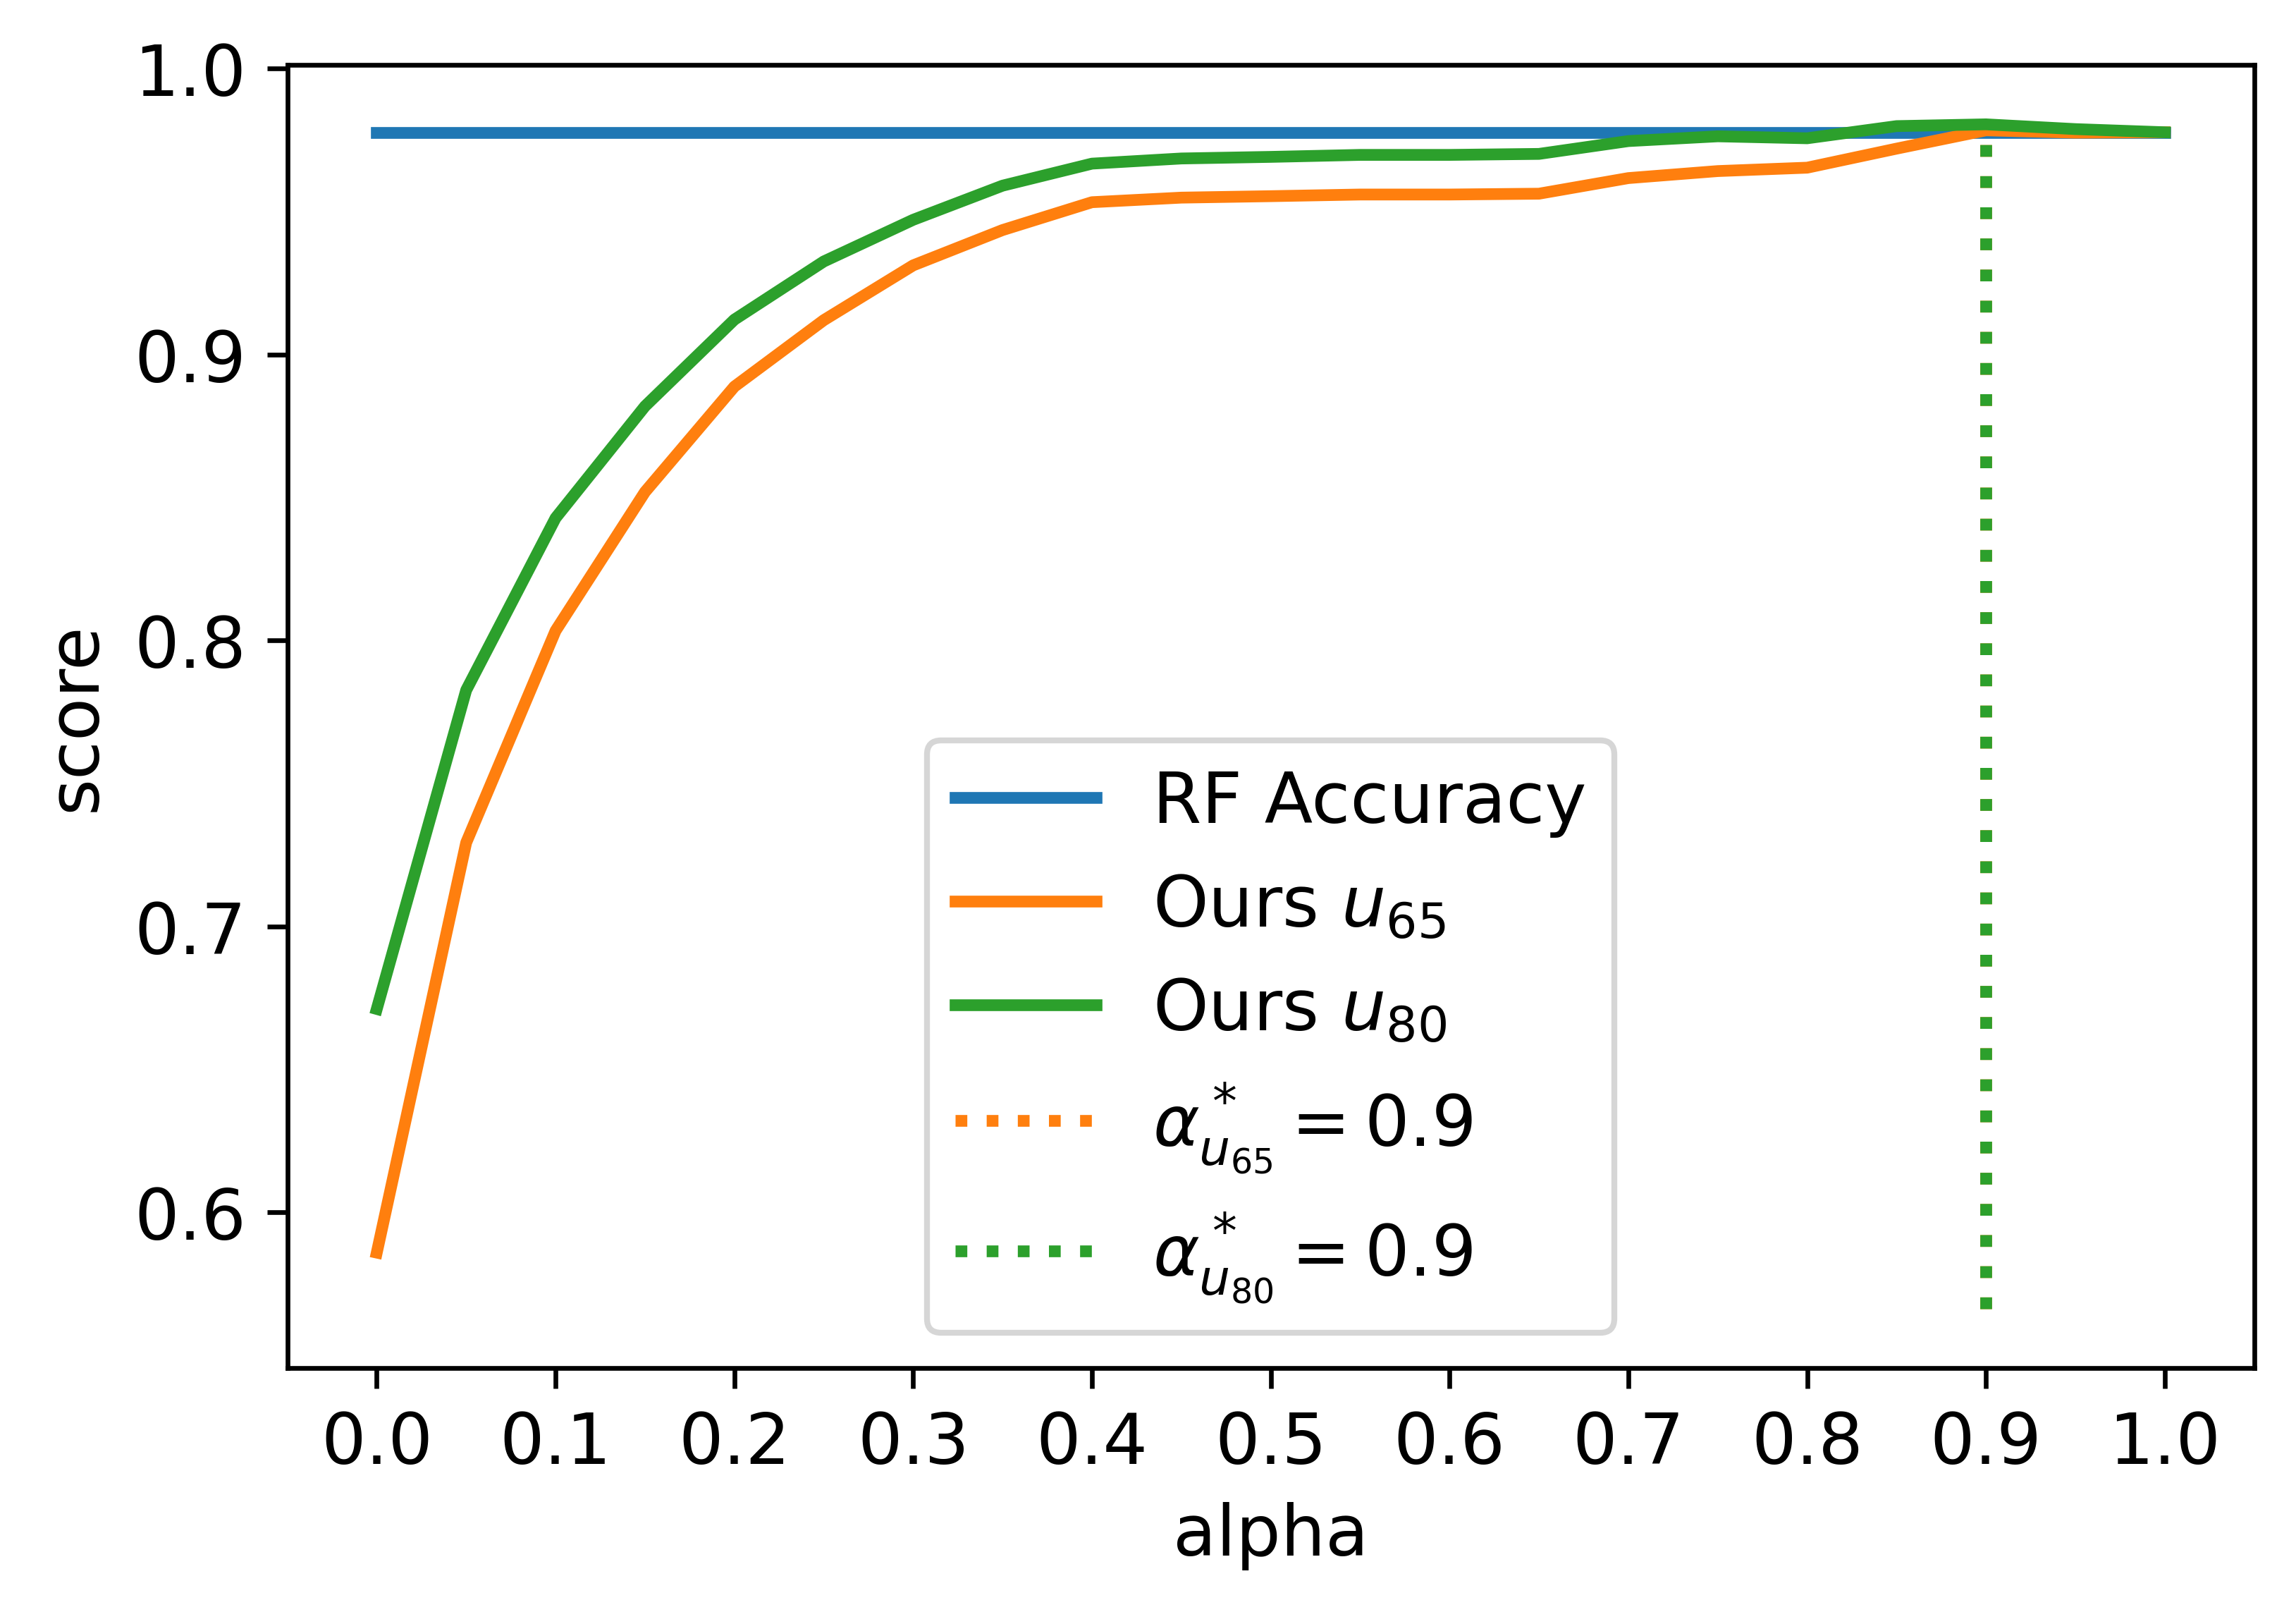 1.0
0.9
0.8
0.7
0.6
score
RF Accuracy
Ours u₆₅
Ours u₈₀
α*u₆₅ = 0.9
α*u₈₀ = 0.9
0.0 0.1 0.2 0.3 0.4 0.5 0.6 0.7 0.8 0.9 1.0
alpha